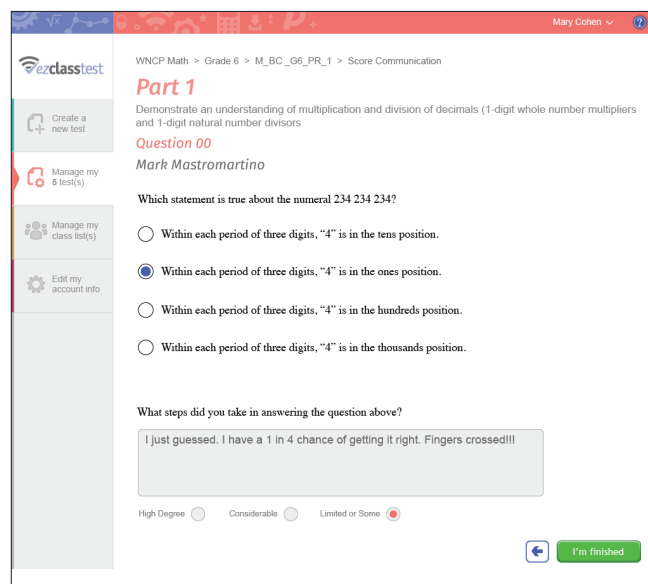 Mary Cohen
?
ezclasstest
WNCP Math > Grade 6 > M_BC_G6_PR_1 > Score Communication
Part 1
Demonstrate an understanding of multiplication and division of decimals (1-digit whole number multipliers
and 1-digit natural number divisors
Question 00
Mark Mastromartino
Create a
new test
Manage my
5 test(s)
Manage my
class list(s)
Edit my
account info
Which statement is true about the numeral 234 234 234?
Within each period of three digits, “4” is in the tens position.
Within each period of three digits, “4” is in the ones position.
Within each period of three digits, “4” is in the hundreds position.
Within each period of three digits, “4” is in the thousands position.
What steps did you take in answering the question above?
I just guessed. I have a 1 in 4 chance of getting it right. Fingers crossed!!!
High Degree Considerable Limited or Some
I'm finished